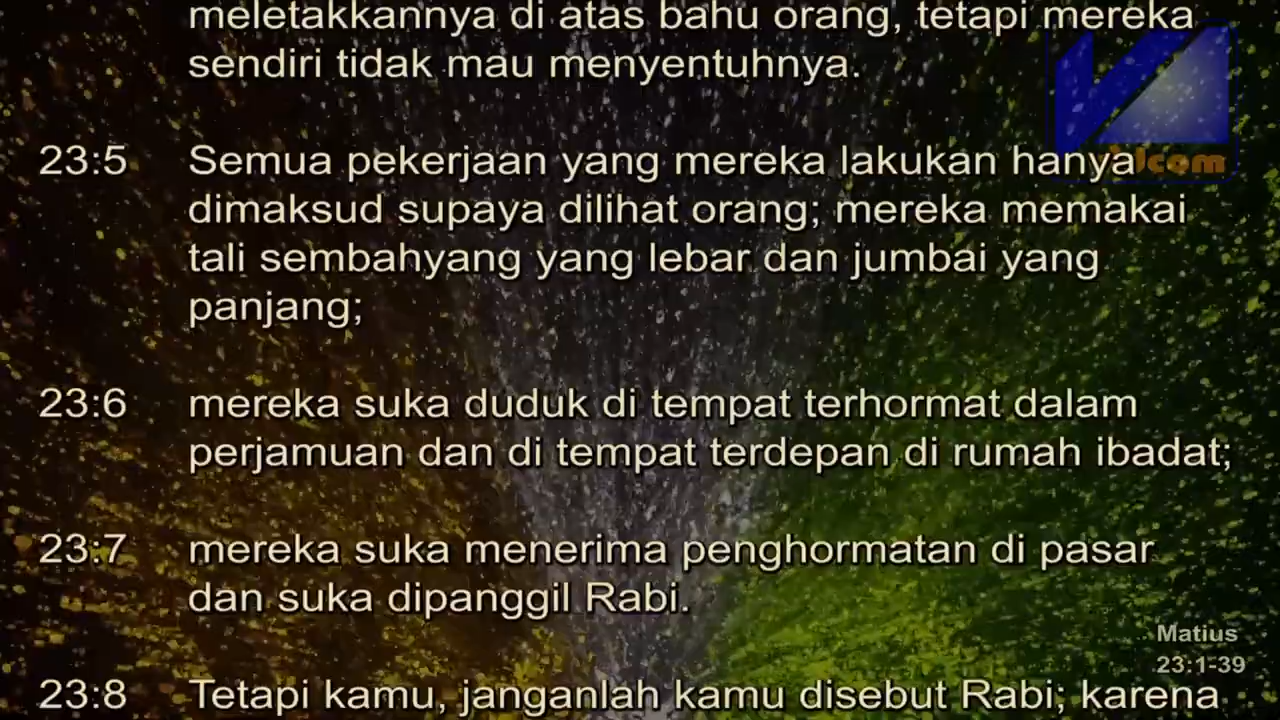 meletakkannya di atas bahu orang, tetapi mereka
sendiri tidak mau menyentuhnya.
23:5 Semua pekerjaan yang mereka lakukan hanya
dimaksud supaya dilihat orang; mereka memakai
tali sembahyang yang lebar dan jumbai yang
panjang;
23:6 mereka suka duduk di tempat terhormat dalam
perjamuan dan di tempat terdepan di rumah ibadat;
23:7 mereka suka menerima penghormatan di pasar
dan suka dipanggil Rabi.
23:8 Tetapi kamu, janganlah kamu disebut Rabi; karena
Matius
23:1-39